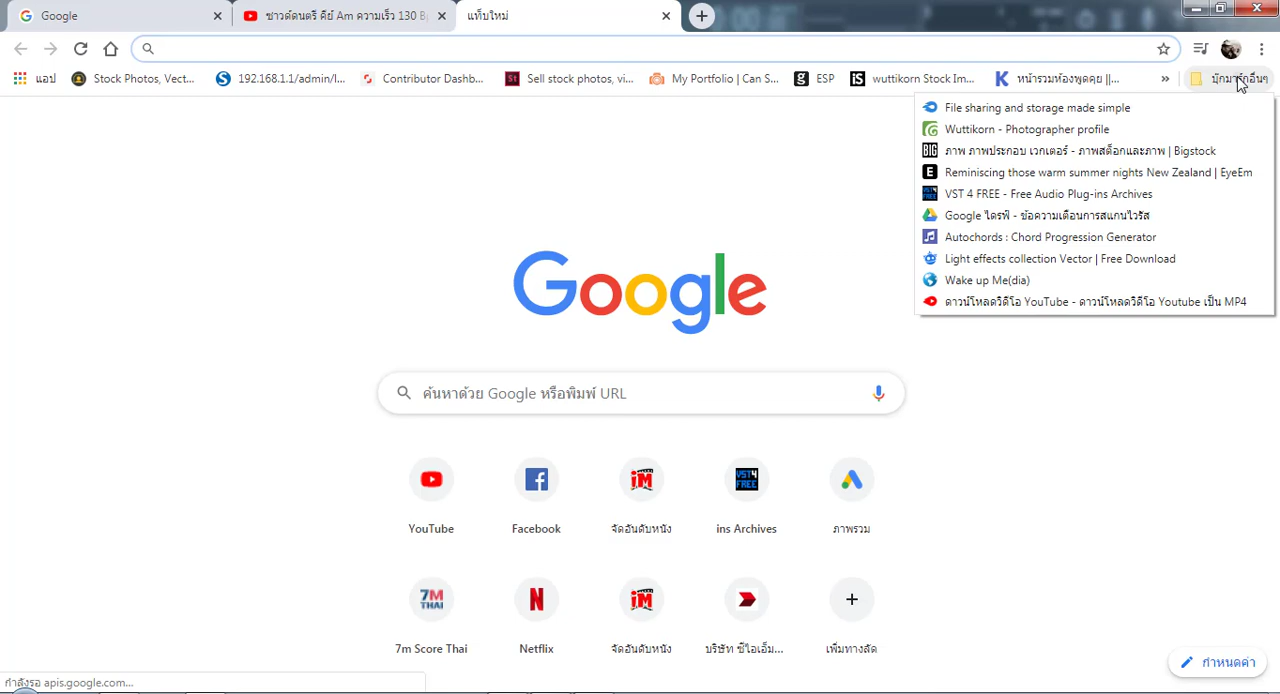 Google
ซาวด์ดนตรี คีย์ Am ความเร็ว 130 B
แท็บใหม่
แอป
Stock Photos, Vect...
192.168.1.1/admin/l...
Contributor Dashb...
St
Sell stock photos, vi...
My Portfolio | Can S...
ESP
iS
wuttikorn Stock Im...
K
หน้ารวมห้องพูดคุย ||...
»
บุ๊กมาร์กอื่นๆ
File sharing and storage made simple
Wuttikorn - Photographer profile
BIG
ภาพ ภาพประกอบ เวกเตอร์ - ภาพสต็อกและภาพ | Bigstock
E
Reminiscing those warm summer nights New Zealand | EyeEm
VST 4 FREE - Free Audio Plug-ins Archives
Google ไดรฟ์ - ข้อความเตือนการสแกนไวรัส
Autochords : Chord Progression Generator
Light effects collection Vector | Free Download
Wake up Me(dia)
ดาวน์โหลดวิดีโอ YouTube - ดาวน์โหลดวิดีโอ Youtube เป็น MP4
Google
ค้นหาด้วย Google หรือพิมพ์ URL
iM
VST4
FREE
YouTube
Facebook
จัดอันดับหนัง
ins Archives
ภาพรวม
7M
THAI
N
iM
7m Score Thai
Netflix
จัดอันดับหนัง
บริษัท ซีไอเอ็ม...
เพิ่มทางลัด
กำหนดค่า
กำลังรอ apis.google.com...